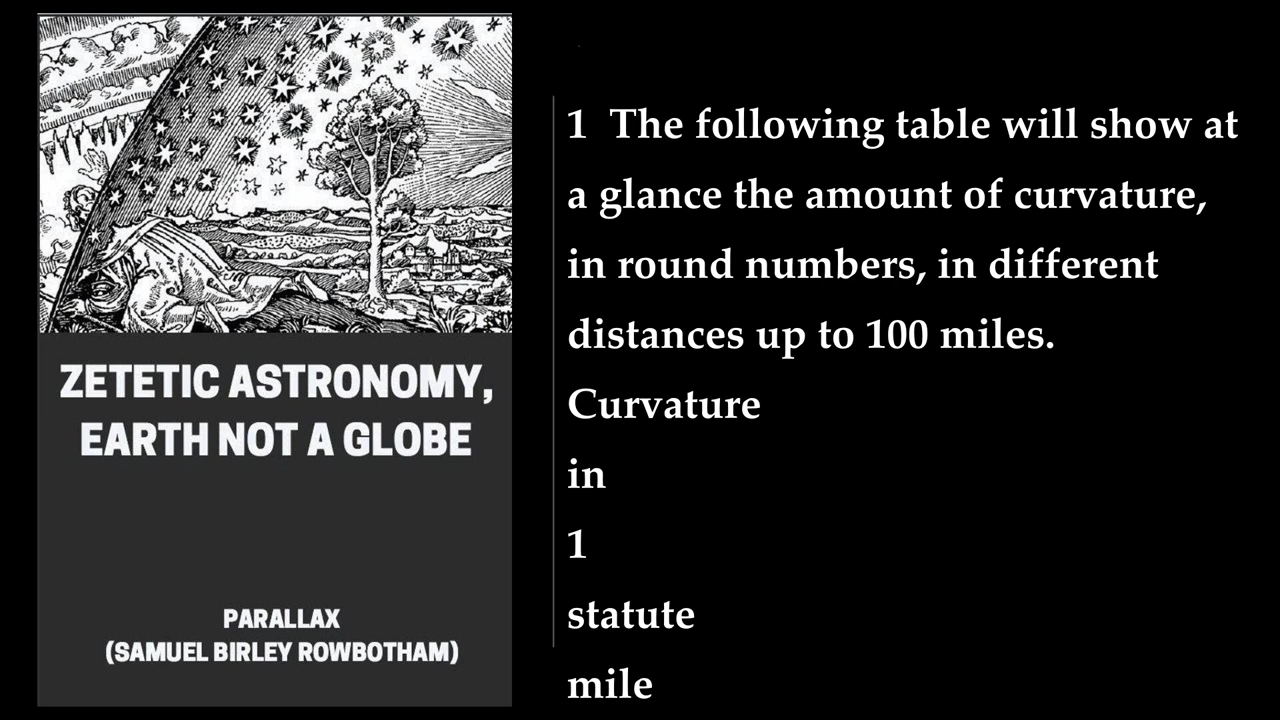 ZETETIC ASTRONOMY,
EARTH NOT A GLOBE
PARALLAX
(SAMUEL BIRLEY ROWBOTHAM)
1 The following table will show at
a glance the amount of curvature,
in round numbers, in different
distances up to 100 miles.
Curvature
in
1
statute
mile